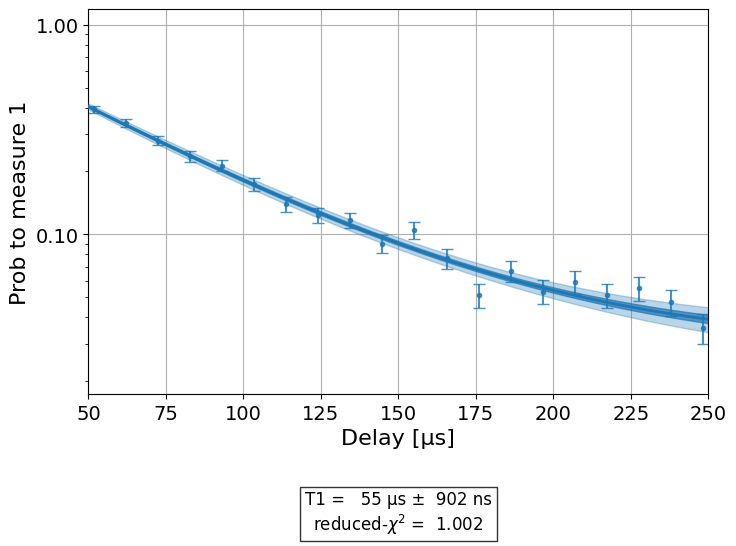 1.00
0.10
Prob to measure 1
50 75 100 125 150 175 200 225 250
Delay [μs]
T1 = 55 μs ± 902 ns
reduced-χ² = 1.002